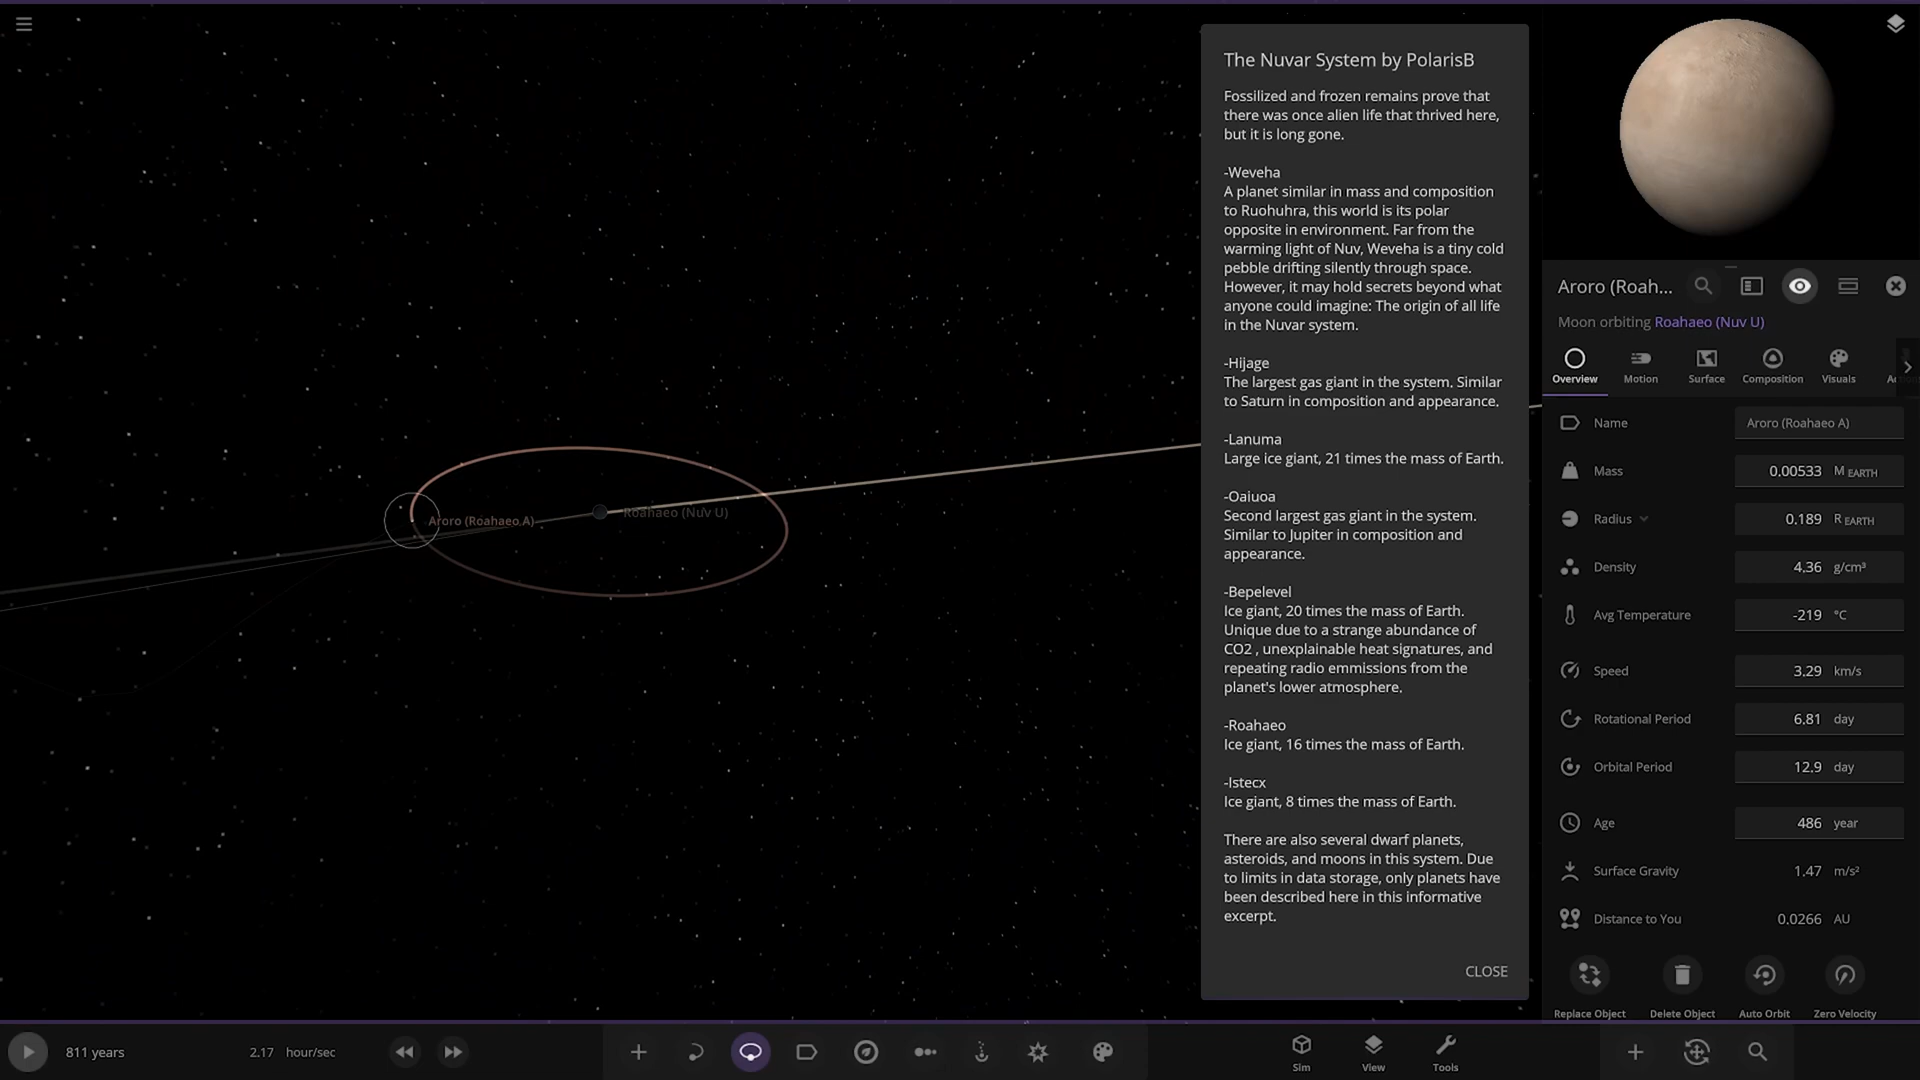 The Nuvar System by PolarisB
Fossilized and frozen remains prove that
there was once alien life that thrived here,
but it is long gone.
-Weveha
A planet similar in mass and composition
to Ruohuhra, this world is its polar
opposite in environment. Far from the
warming light of Nuv, Weveha is a tiny cold
pebble drifting silently through space.
However, it may hold secrets beyond what
anyone could imagine: The origin of all life
in the Nuvar system.
-Hijage
The largest gas giant in the system. Similar
to Saturn in composition and appearance.
-Lanuma
Large ice giant, 21 times the mass of Earth.
-Oaiuoa
Second largest gas giant in the system.
Similar to Jupiter in composition and
appearance.
-Bepelevel
Ice giant, 20 times the mass of Earth.
Unique due to a strange abundance of
CO2 , unexplainable heat signatures, and
repeating radio emmissions from the
planet's lower atmosphere.
-Roahaeo
Ice giant, 16 times the mass of Earth.
-Istecx
Ice giant, 8 times the mass of Earth.
There are also several dwarf planets,
asteroids, and moons in this system. Due
to limits in data storage, only planets have
been described here in this informative
excerpt.
CLOSE
Aroro (Roahaeo A)
Roahaeo (Nuv U)
Aroro (Roah...
Moon orbiting Roahaeo (Nuv U)
Overview Motion Surface Composition Visuals
Name Aroro (Roahaeo A)
Mass 0.00533 M EARTH
Radius 0.189 R EARTH
Density 4.36 g/cm³
Avg Temperature -219 °C
Speed 3.29 km/s
Rotational Period 6.81 day
Orbital Period 12.9 day
Age 486 year
Surface Gravity 1.47 m/s²
Distance to You 0.0266 AU
Replace Object Delete Object Auto Orbit Zero Velocity
811 years 2.17 hour/sec
Sim View Tools